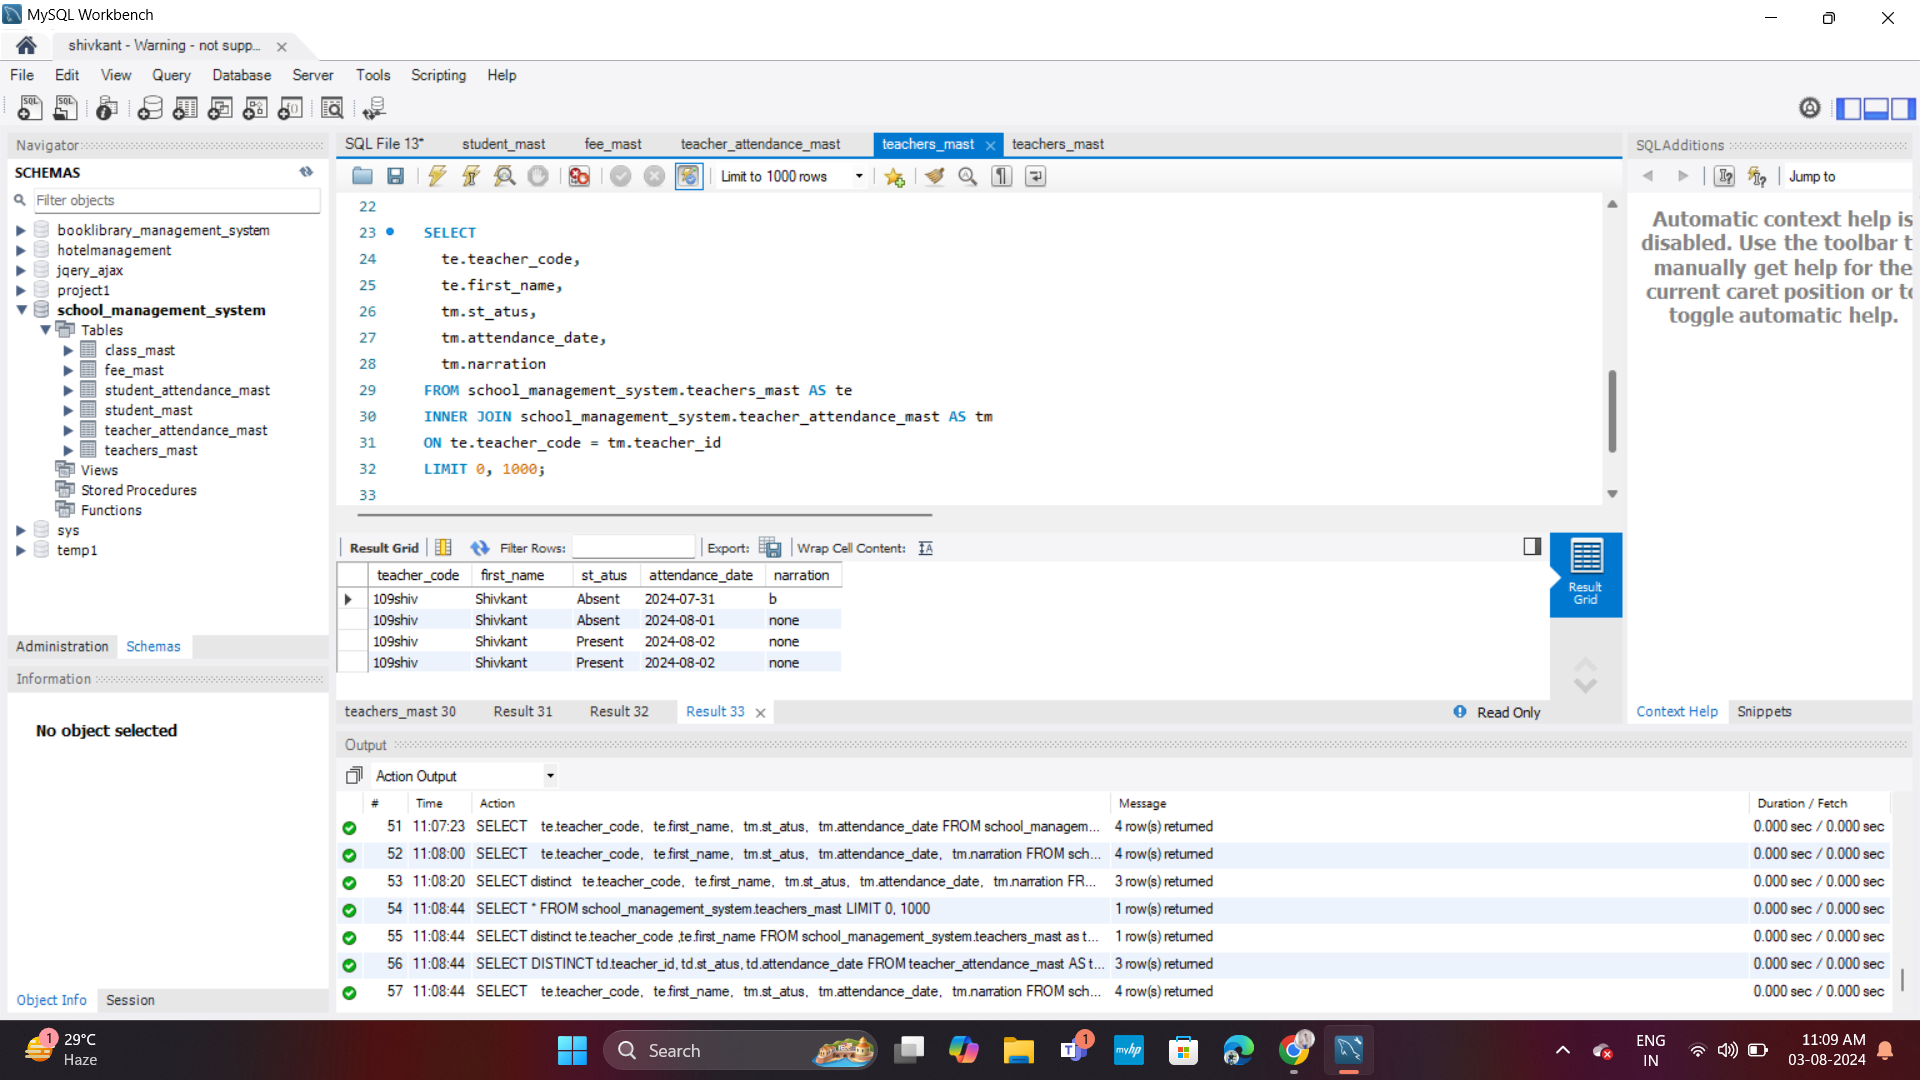 MySQL Workbench
shivkant - Warning - not supp...
File Edit View Query Database Server Tools Scripting Help
Navigator
SCHEMAS
Filter objects
booklibrary_management_system
hotelmanagement
jqery_ajax
project1
school_management_system
Tables
class_mast
fee_mast
student_attendance_mast
student_mast
teacher_attendance_mast
teachers_mast
Views
Stored Procedures
Functions
sys
temp1
Administration Schemas
Information
No object selected
Object Info Session
SQL File 13* student_mast fee_mast teacher_attendance_mast teachers_mast teachers_mast
Limit to 1000 rows
22
23 SELECT
24 te.teacher_code,
25 te.first_name,
26 tm.st_atus,
27 tm.attendance_date,
28 tm.narration
29 FROM school_management_system.teachers_mast AS te
30 INNER JOIN school_management_system.teacher_attendance_mast AS tm
31 ON te.teacher_code = tm.teacher_id
32 LIMIT 0, 1000;
33
Result Grid Filter Rows: Export: Wrap Cell Content:
teacher_code first_name st_atus attendance_date narration
109shiv Shivkant Absent 2024-07-31 b
109shiv Shivkant Absent 2024-08-01 none
109shiv Shivkant Present 2024-08-02 none
109shiv Shivkant Present 2024-08-02 none
Result
Grid
teachers_mast 30 Result 31 Result 32 Result 33 Read Only
SQLAdditions
Jump to
Automatic context help is
disabled. Use the toolbar t
manually get help for the
current caret position or to
toggle automatic help.
Context Help Snippets
Output
Action Output
# Time Action Message Duration / Fetch
51 11:07:23 SELECT te.teacher_code, te.first_name, tm.st_atus, tm.attendance_date FROM school_managem... 4 row(s) returned 0.000 sec / 0.000 sec
52 11:08:00 SELECT te.teacher_code, te.first_name, tm.st_atus, tm.attendance_date, tm.narration FROM sch... 4 row(s) returned 0.000 sec / 0.000 sec
53 11:08:20 SELECT distinct te.teacher_code, te.first_name, tm.st_atus, tm.attendance_date, tm.narration FR... 3 row(s) returned 0.000 sec / 0.000 sec
54 11:08:44 SELECT * FROM school_management_system.teachers_mast LIMIT 0, 1000 1 row(s) returned 0.000 sec / 0.000 sec
55 11:08:44 SELECT distinct te.teacher_code ,te.first_name FROM school_management_system.teachers_mast as t... 1 row(s) returned 0.000 sec / 0.000 sec
56 11:08:44 SELECT DISTINCT td.teacher_id, td.st_atus, td.attendance_date FROM teacher_attendance_mast AS t... 3 row(s) returned 0.000 sec / 0.000 sec
57 11:08:44 SELECT te.teacher_code, te.first_name, tm.st_atus, tm.attendance_date, tm.narration FROM sch... 4 row(s) returned 0.000 sec / 0.000 sec
1
29°C
Haze
Search
1
myhp
ENG
IN
11:09 AM
03-08-2024